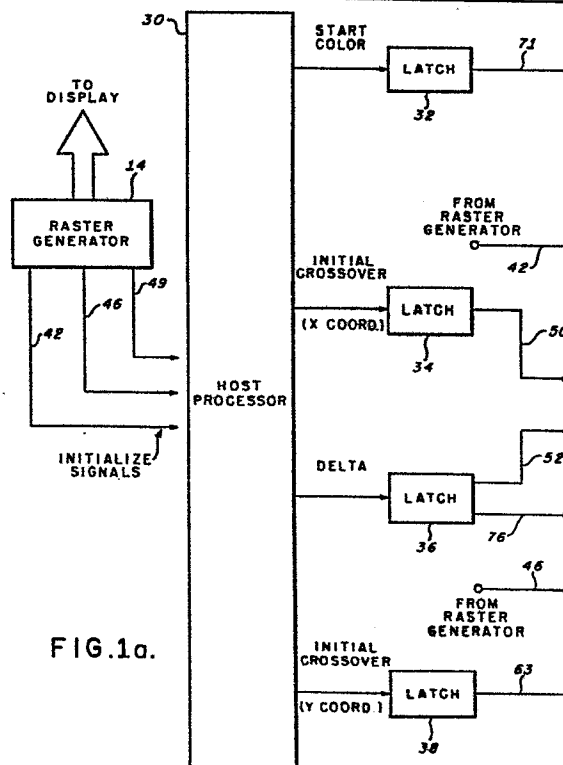 30
START
COLOR
LATCH
71
32
TO
DISPLAY
14
RASTER
GENERATOR
42
46
49
INITIALIZE
SIGNALS
HOST
PROCESSOR
FROM
RASTER
GENERATOR
42
INITIAL
CROSSOVER
(X COORD.)
LATCH
34
50
DELTA
LATCH
36
52
76
46
FROM
RASTER
GENERATOR
INITIAL
CROSSOVER
(Y COORD.)
LATCH
38
63
FIG.1a.